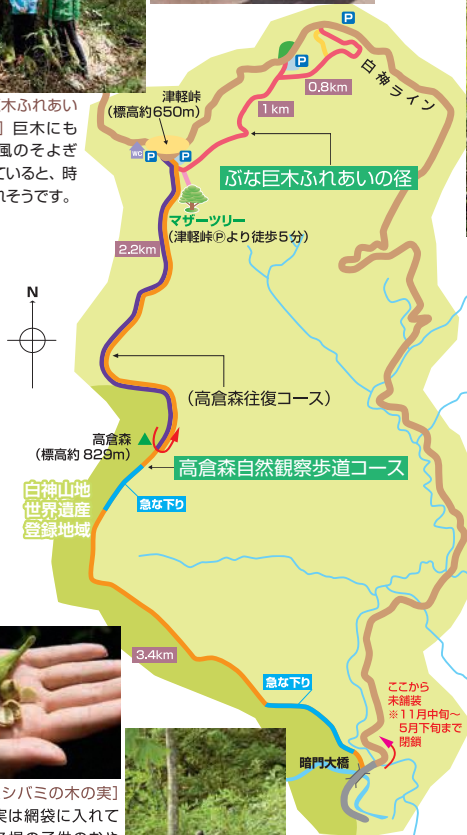 木ふれあい
］巨木にも
風のそよぎ
ていると、時
れそうです。
P
P
0.8km
白神ライン
1km
津軽峠
(標高約650m)
WC
P
P
ぶな巨木ふれあいの径
マザーツリー
(津軽峠Ⓟより徒歩5分)
2.2km
N
(高倉森往復コース)
高倉森
(標高約 829m)
高倉森自然観察歩道コース
白神山地
世界遺産
登録地域
急な下り
3.4km
急な下り
ここから
未舗装
※11月中旬～
5月下旬まで
閉鎖
暗門大橋
シバミの木の実］
実は網袋に入れて